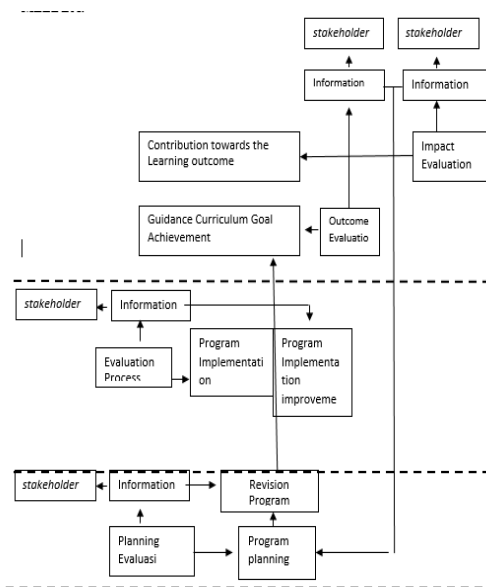 stakeholder
stakeholder
Information
Information
Contribution towards the
Learning outcome
Impact
Evaluation
Guidance Curriculum Goal
Achievement
Outcome
Evaluatio
stakeholder
Information
Evaluation
Process
Program
Implementati
on
Program
Implementa
tion
improveme
stakeholder
Information
Revision
Program
Planning
Evaluasi
Program
planning